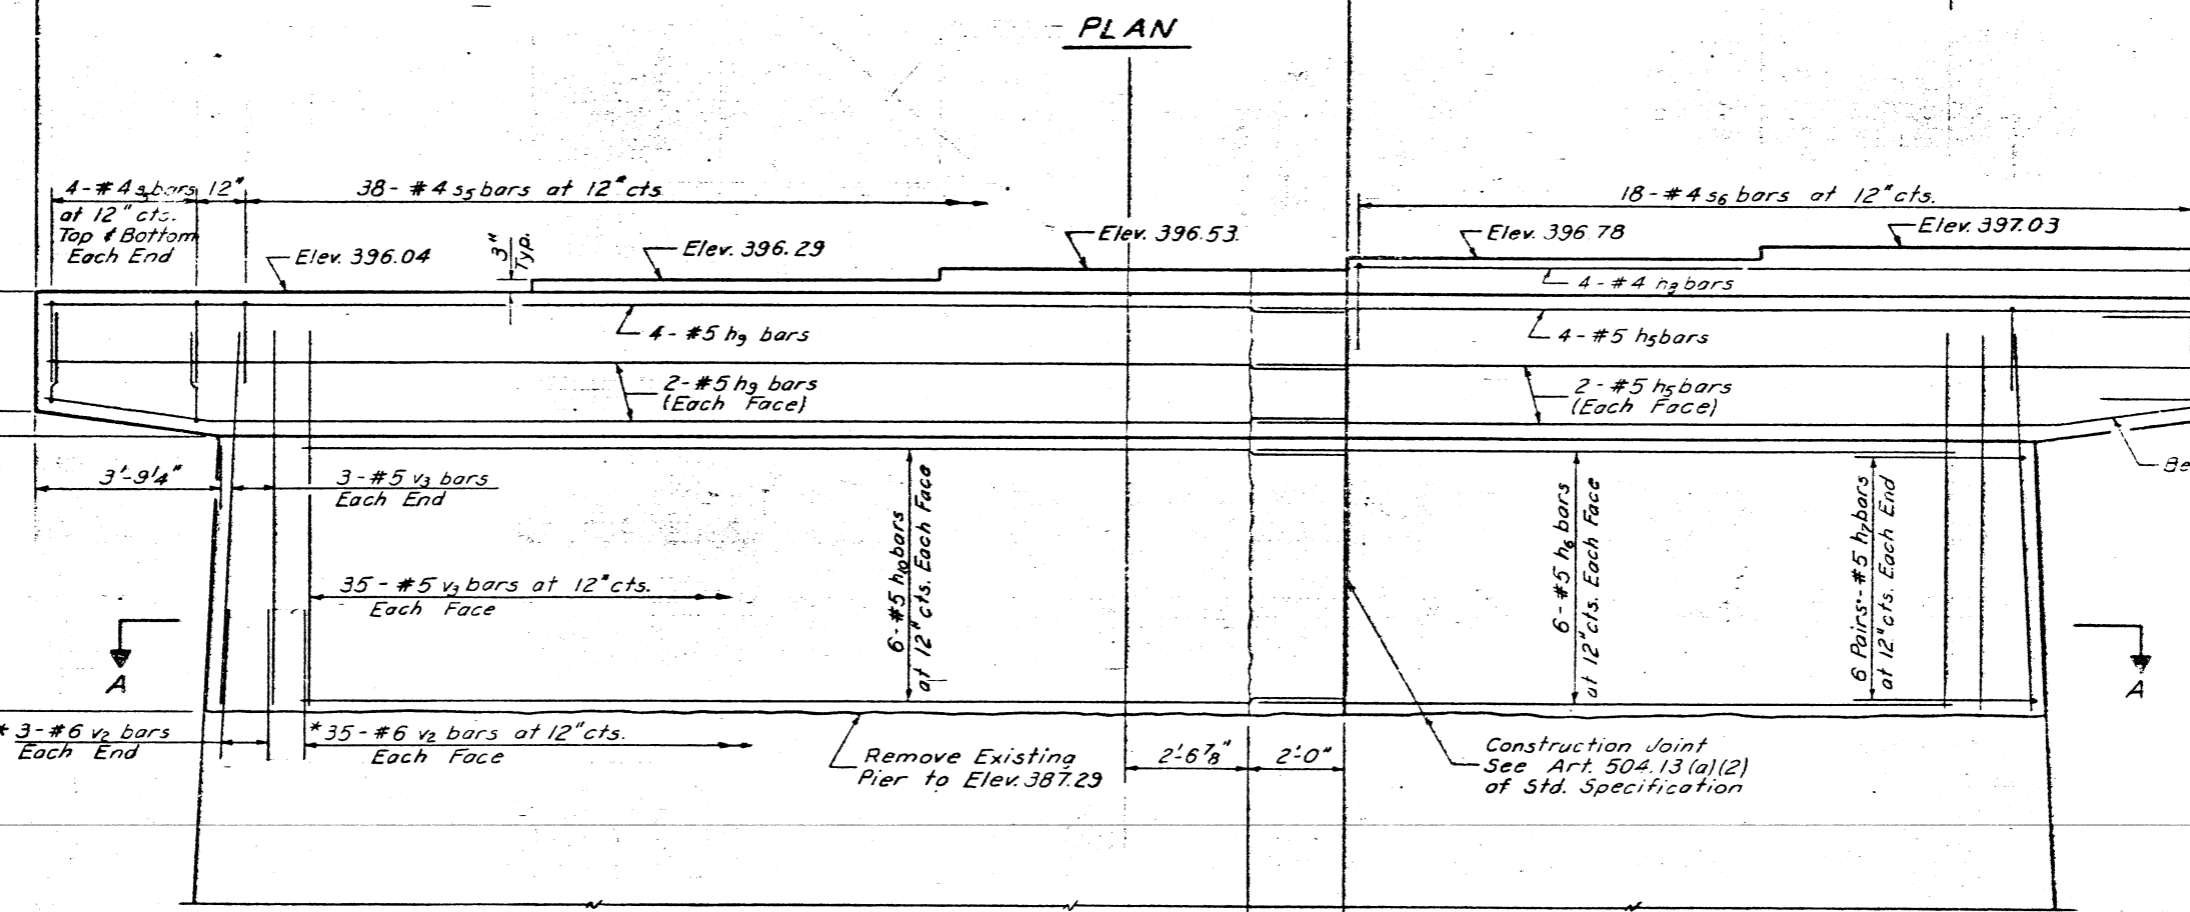 PLAN
4-#4 s5 bars 12"
at 12" cts.
Top & Bottom
Each End
38- #4 s5 bars at 12" cts
18-#4 s6 bars at 12" cts.
Elev. 396.04
3"
Typ.
Elev. 396.29
Elev. 396.53
Elev. 396.78
Elev. 397.03
4-#4 h3 bars
4-#5 h9 bars
4-#5 h5 bars
2-#5 h9 bars
(Each Face)
2-#5 h5 bars
(Each Face)
3'-9¼"
3-#5 v3 bars
Each End
6-#5 h10 bars
at 12" cts. Each Face
6-#5 h6 bars
at 12" cts. Each Face
6 Pairs-#5 h7 bars
at 12" cts. Each End
Be
35-#5 v3 bars at 12" cts.
Each Face
A
A
* 3-#6 v2 bars
Each End
*35-#6 v2 bars at 12" cts.
Each Face
Remove Existing
Pier to Elev. 387.29
2'-6⅞"
2'-0"
Construction Joint
See Art. 504.13 (a)(2)
of Std. Specification